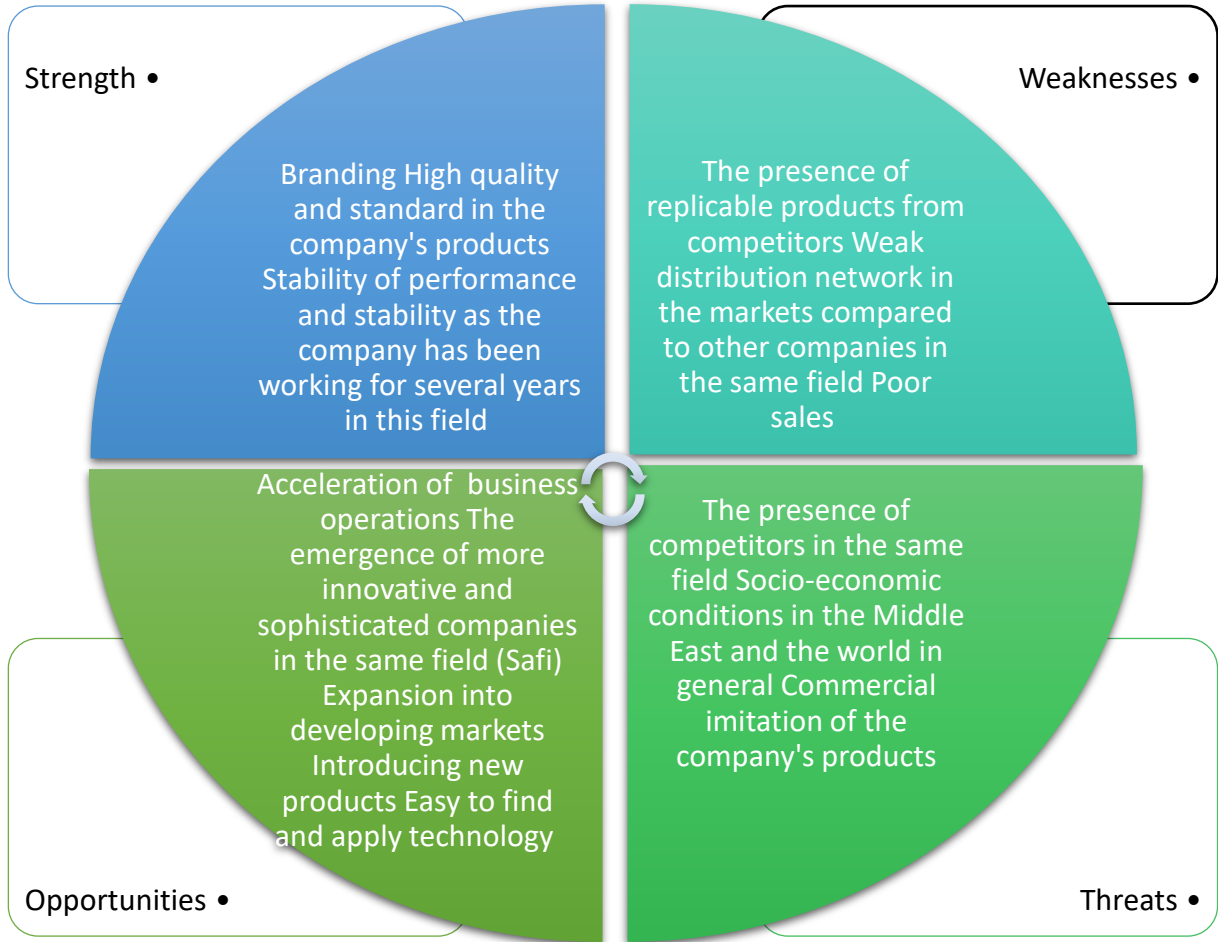 Strength •
Branding High quality
and standard in the
company's products
Stability of performance
and stability as the
company has been
working for several years
in this field
Weaknesses •
The presence of
replicable products from
competitors Weak
distribution network in
the markets compared
to other companies in
the same field Poor
sales
Acceleration of  business
operations The
emergence of more
innovative and
sophisticated companies
in the same field (Safi)
Expansion into
developing markets
Introducing new
products Easy to find
and apply technology
Opportunities •
The presence of
competitors in the same
field Socio-economic
conditions in the Middle
East and the world in
general Commercial
imitation of the
company's products
Threats •